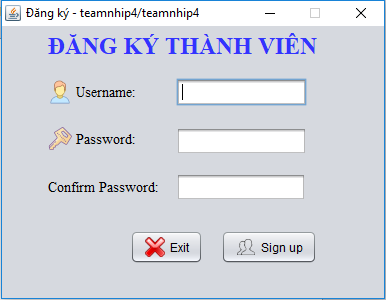 Đăng ký - teamnhip4/teamnhip4
ĐĂNG KÝ THÀNH VIÊN
Username:
Password:
Confirm Password:
Exit
Sign up